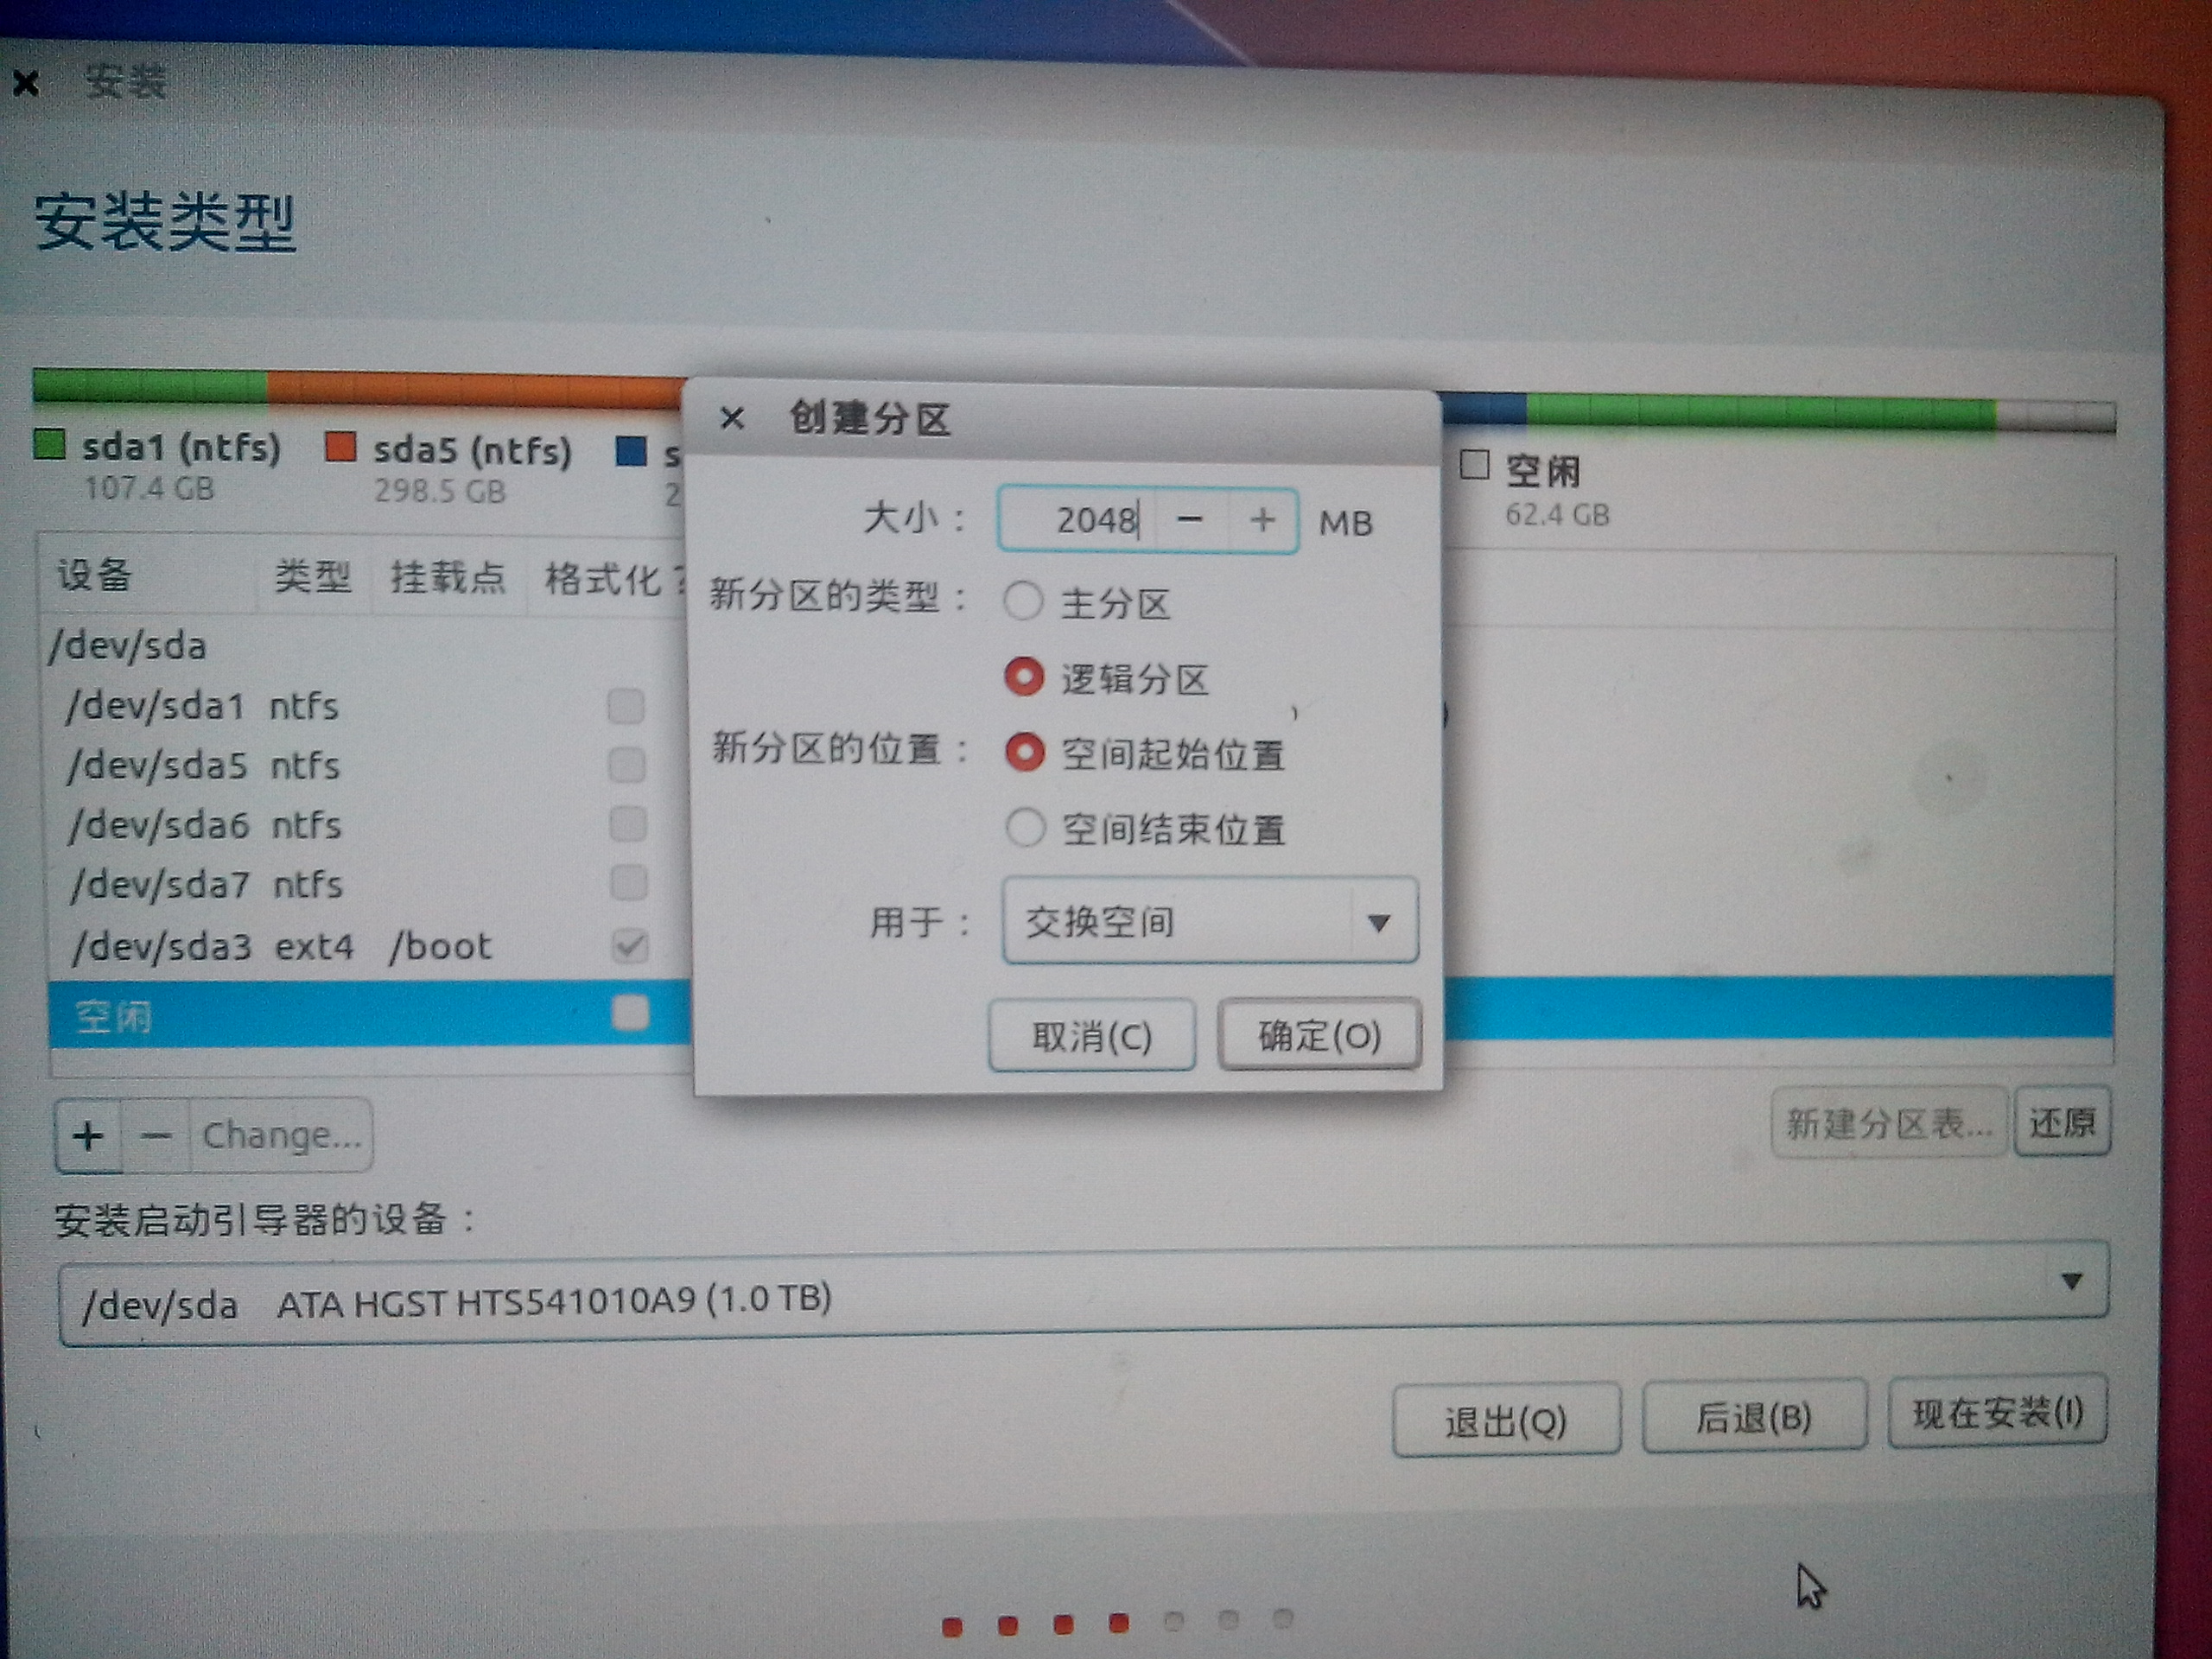 安装
安装类型
sda1 (ntfs)
107.4 GB
sda5 (ntfs)
298.5 GB
空闲
62.4 GB
设备 类型 挂载点 格式化
/dev/sda
/dev/sda1 ntfs
/dev/sda5 ntfs
/dev/sda6 ntfs
/dev/sda7 ntfs
/dev/sda3 ext4 /boot
空闲
创建分区
大小： 2048 − + MB
新分区的类型： 主分区
逻辑分区
新分区的位置： 空间起始位置
空间结束位置
用于： 交换空间
取消(C) 确定(O)
+ − Change...
新建分区表... 还原
安装启动引导器的设备：
/dev/sda ATA HGST HTS541010A9 (1.0 TB)
退出(Q) 后退(B) 现在安装(I)